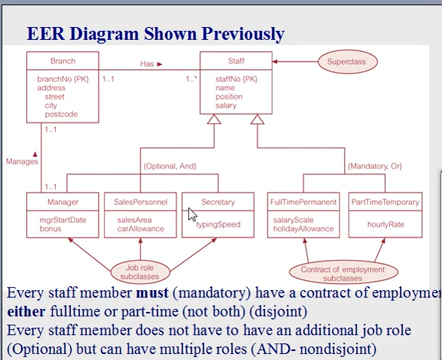 EER Diagram Shown Previously
Branch
Has ►
Staff
Superclass
branchNo {PK}
address
street
city
postcode
1..1
1..*
staffNo {PK}
name
position
salary
1..1
Manages
{Optional, And}
{Mandatory, Or}
1..1
Manager
SalesPersonnel
Secretary
FullTimePermanent
PartTimeTemporary
mgrStartDate
bonus
salesArea
carAllowance
typingSpeed
salaryScale
holidayAllowance
hourlyRate
Job role
subclasses
Contract of employment
subclasses
Every staff member must (mandatory) have a contract of employme
either fulltime or part-time (not both) (disjoint)
Every staff member does not have to have an additional job role
(Optional) but can have multiple roles (AND- nondisjoint)